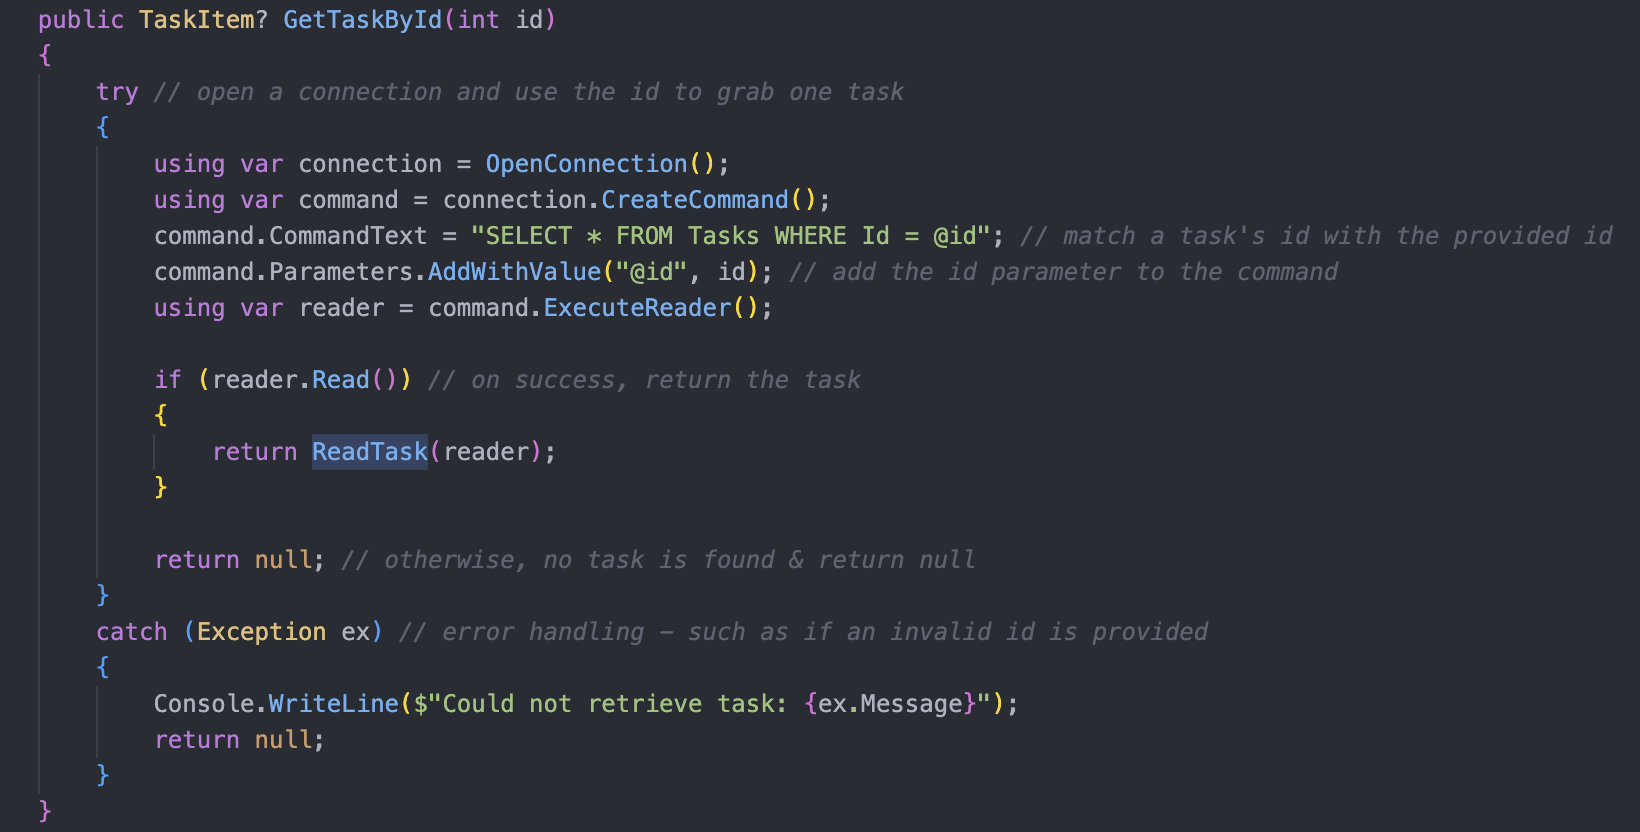 public TaskItem? GetTaskById(int id)
{
try // open a connection and use the id to grab one task
{
using var connection = OpenConnection();
using var command = connection.CreateCommand();
command.CommandText = "SELECT * FROM Tasks WHERE Id = @id"; // match a task's id with the provided id
command.Parameters.AddWithValue("@id", id); // add the id parameter to the command
using var reader = command.ExecuteReader();
if (reader.Read()) // on success, return the task
{
return ReadTask(reader);
}
return null; // otherwise, no task is found & return null
}
catch (Exception ex) // error handling – such as if an invalid id is provided
{
Console.WriteLine($"Could not retrieve task: {ex.Message}");
return null;
}
}